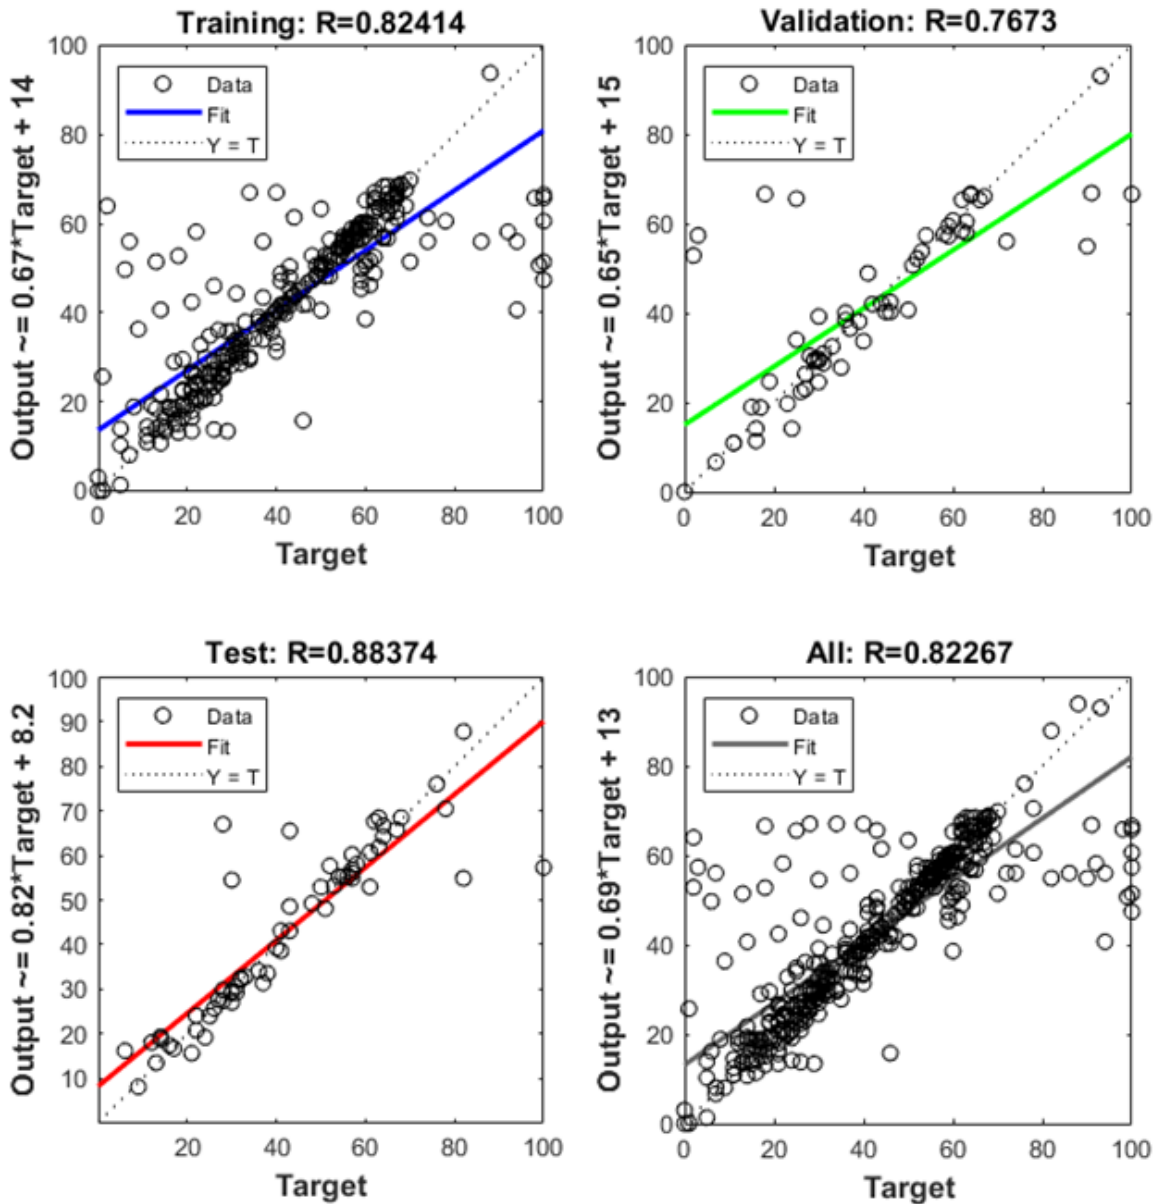 Training: R=0.82414
Output ~= 0.67*Target + 14
100
80
60
40
20
0
Data
Fit
Y = T
0 20 40 60 80 100
Target
Validation: R=0.7673
Output ~= 0.65*Target + 15
100
80
60
40
20
0
Data
Fit
Y = T
0 20 40 60 80 100
Target
Test: R=0.88374
Output ~= 0.82*Target + 8.2
100
90
80
70
60
50
40
30
20
10
Data
Fit
Y = T
20 40 60 80 100
Target
All: R=0.82267
Output ~= 0.69*Target + 13
100
80
60
40
20
0
Data
Fit
Y = T
0 20 40 60 80 100
Target